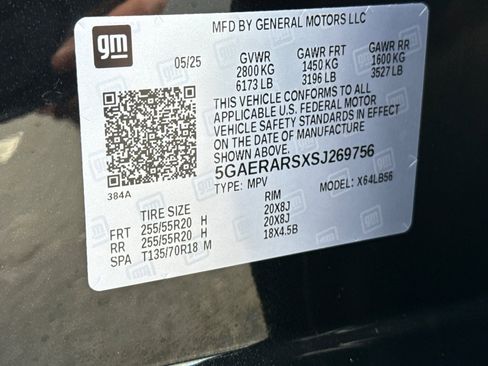 gm
MFD BY GENERAL MOTORS LLC
05/25 GVWR GAWR FRT GAWR RR
2800 KG 1450 KG 1600 KG
6173 LB 3196 LB 3527 LB
THIS VEHICLE CONFORMS TO ALL
APPLICABLE U.S. FEDERAL MOTOR
VEHICLE SAFETY STANDARDS IN EFFECT
ON THE DATE OF MANUFACTURE
SHOWN ABOVE.
5GAERARSXSJ269756
TYPE: MPV MODEL: X64LB56
384A
TIRE SIZE RIM
FRT 255/55R20 H 20X8J
RR 255/55R20 H 20X8J
SPA T135/70R18 M 18X4.5B